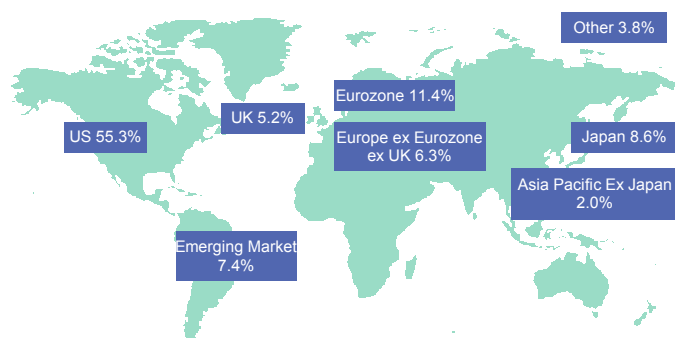 Other 3.8%
Eurozone 11.4%
UK 5.2%
US 55.3%
Europe ex Eurozone
ex UK 6.3%
Japan 8.6%
Asia Pacific Ex Japan
2.0%
Emerging Market
7.4%